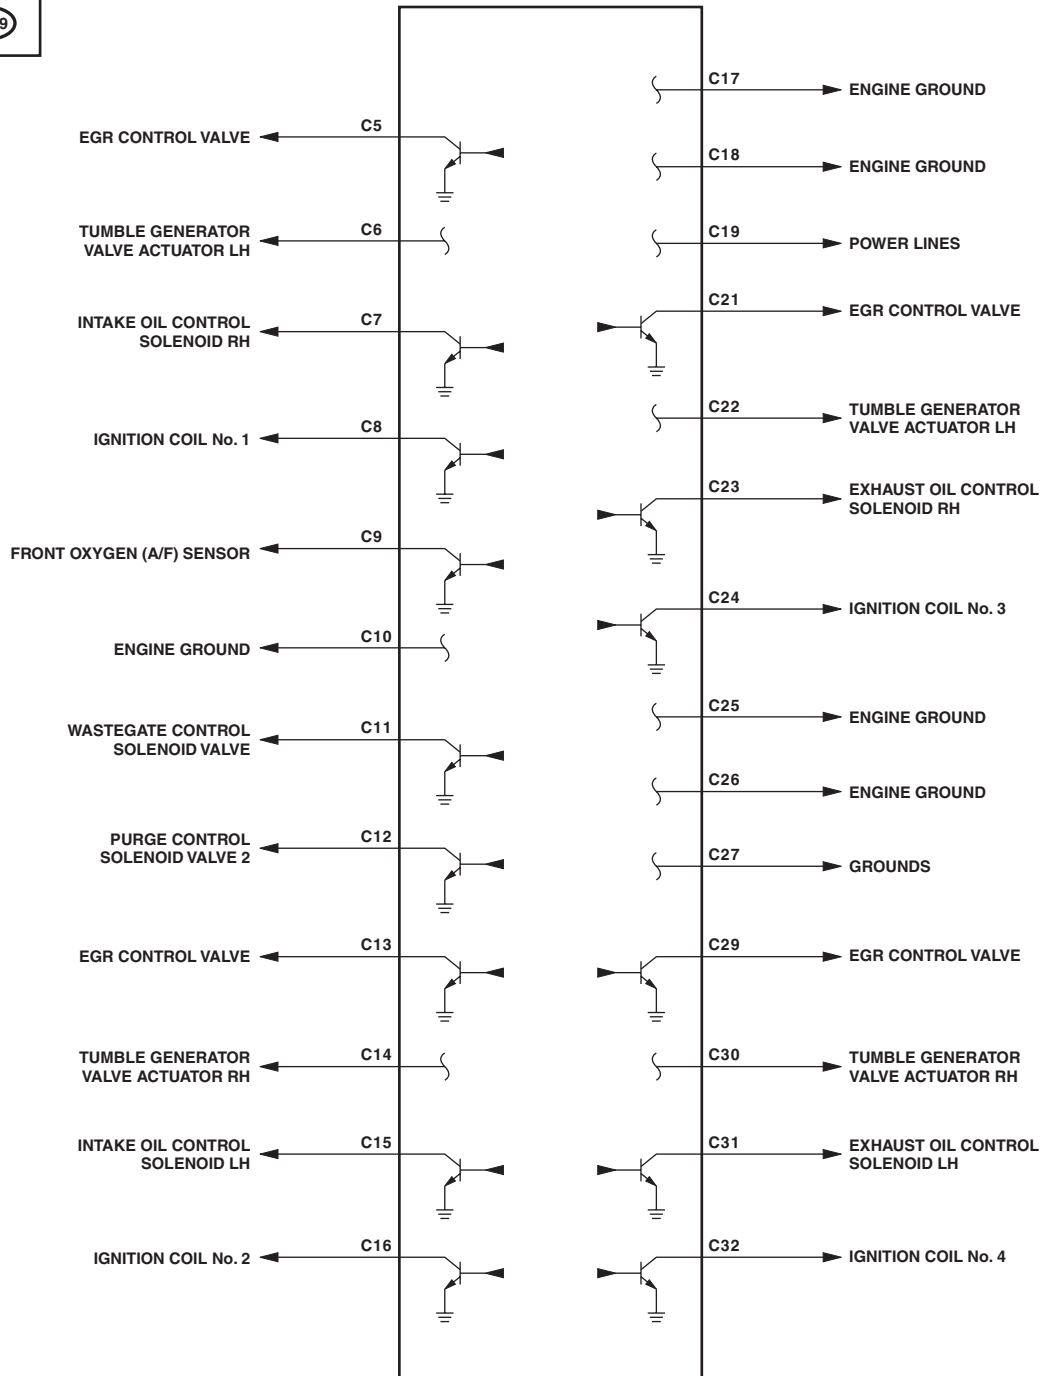 9
C5
EGR CONTROL VALVE
C6
TUMBLE GENERATOR
VALVE ACTUATOR LH
C7
INTAKE OIL CONTROL
SOLENOID RH
C8
IGNITION COIL No. 1
C9
FRONT OXYGEN (A/F) SENSOR
C10
ENGINE GROUND
C11
WASTEGATE CONTROL
SOLENOID VALVE
C12
PURGE CONTROL
SOLENOID VALVE 2
C13
EGR CONTROL VALVE
C14
TUMBLE GENERATOR
VALVE ACTUATOR RH
C15
INTAKE OIL CONTROL
SOLENOID LH
C16
IGNITION COIL No. 2
C17
ENGINE GROUND
C18
ENGINE GROUND
C19
POWER LINES
C21
EGR CONTROL VALVE
C22
TUMBLE GENERATOR
VALVE ACTUATOR LH
C23
EXHAUST OIL CONTROL
SOLENOID RH
C24
IGNITION COIL No. 3
C25
ENGINE GROUND
C26
ENGINE GROUND
C27
GROUNDS
C29
EGR CONTROL VALVE
C30
TUMBLE GENERATOR
VALVE ACTUATOR RH
C31
EXHAUST OIL CONTROL
SOLENOID LH
C32
IGNITION COIL No. 4